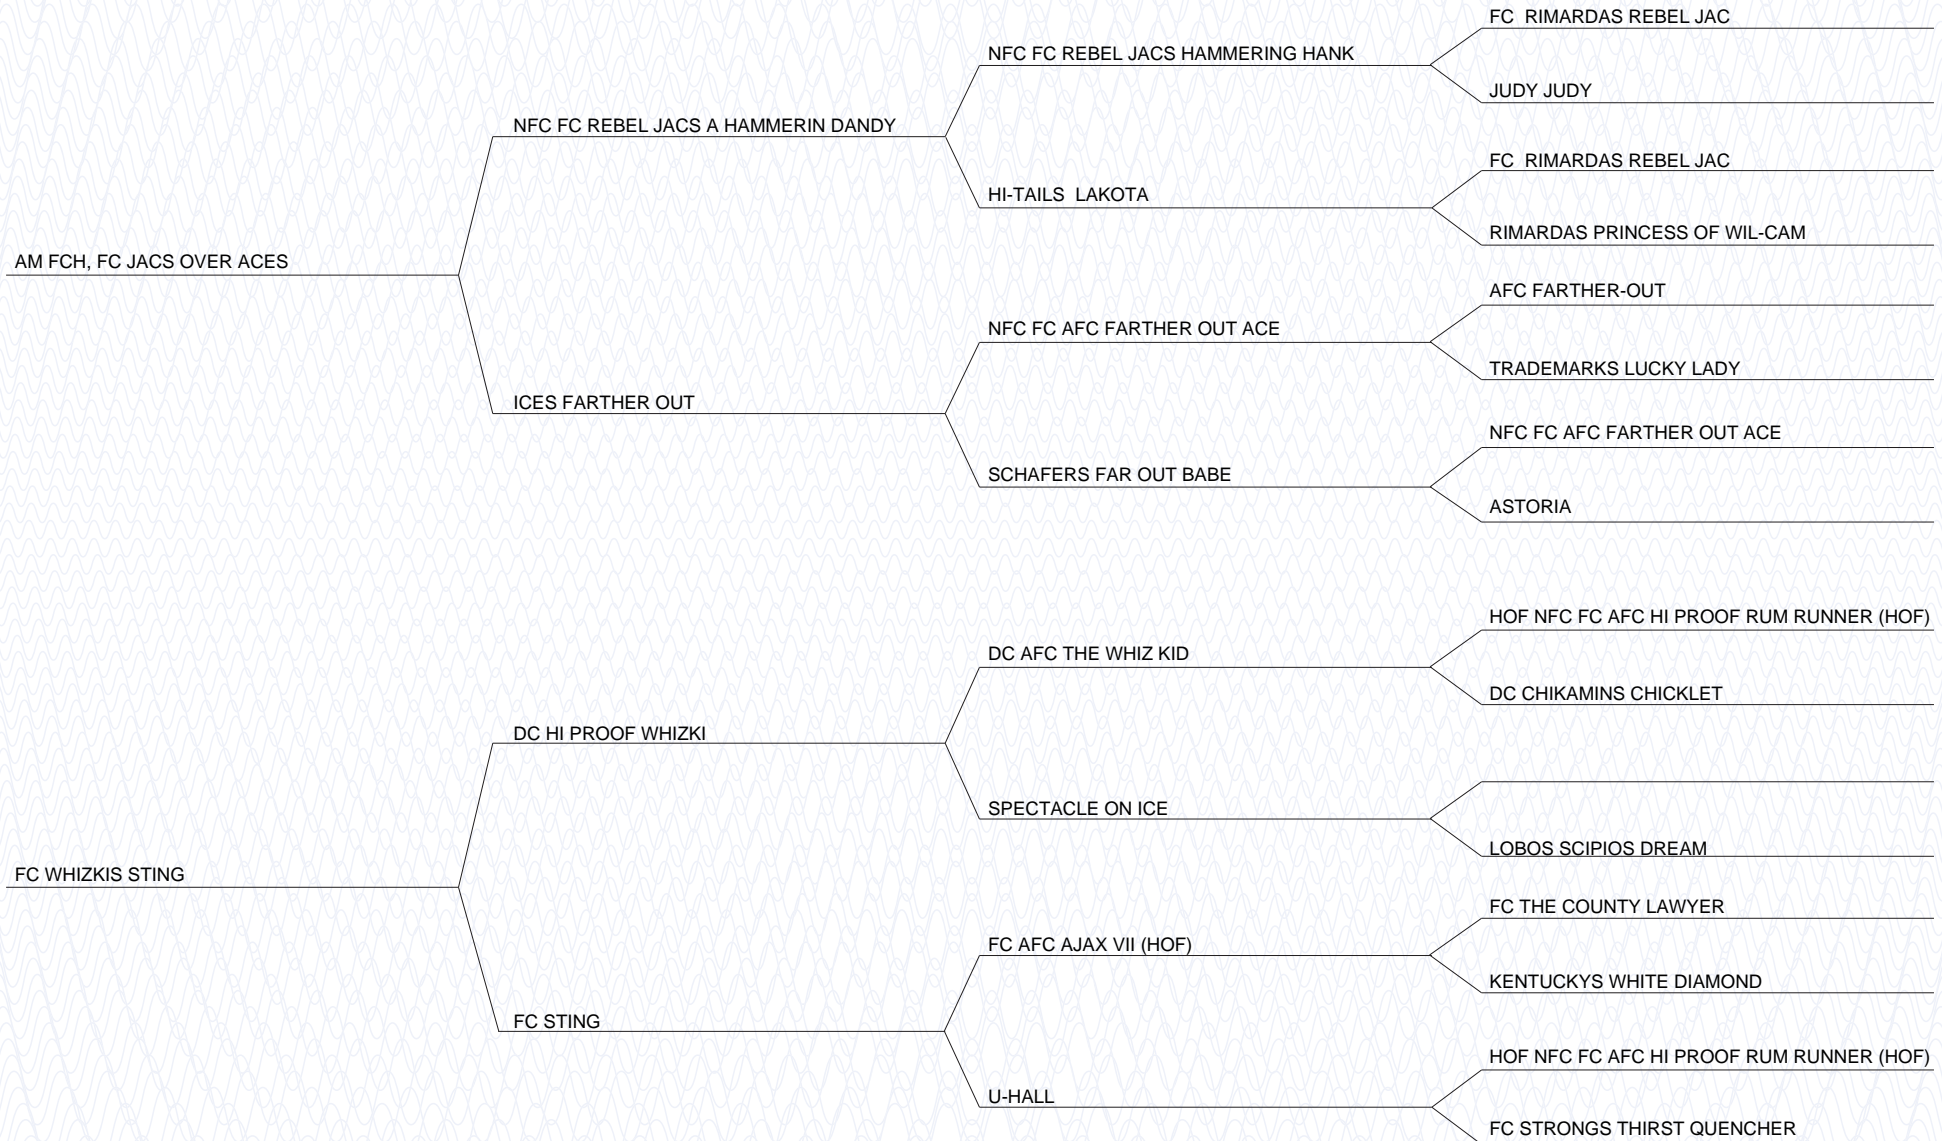 FC  RIMARDAS REBEL JAC
NFC FC REBEL JACS HAMMERING HANK
JUDY JUDY
NFC FC REBEL JACS A HAMMERIN DANDY
FC  RIMARDAS REBEL JAC
HI-TAILS  LAKOTA
RIMARDAS PRINCESS OF WIL-CAM
AM FCH, FC JACS OVER ACES
AFC FARTHER-OUT
NFC FC AFC FARTHER OUT ACE
TRADEMARKS LUCKY LADY
ICES FARTHER OUT
NFC FC AFC FARTHER OUT ACE
SCHAFERS FAR OUT BABE
ASTORIA
HOF NFC FC AFC HI PROOF RUM RUNNER (HOF)
DC AFC THE WHIZ KID
DC CHIKAMINS CHICKLET
DC HI PROOF WHIZKI
SPECTACLE ON ICE
LOBOS SCIPIOS DREAM
FC WHIZKIS STING
FC THE COUNTY LAWYER
FC AFC AJAX VII (HOF)
KENTUCKYS WHITE DIAMOND
FC STING
HOF NFC FC AFC HI PROOF RUM RUNNER (HOF)
U-HALL
FC STRONGS THIRST QUENCHER